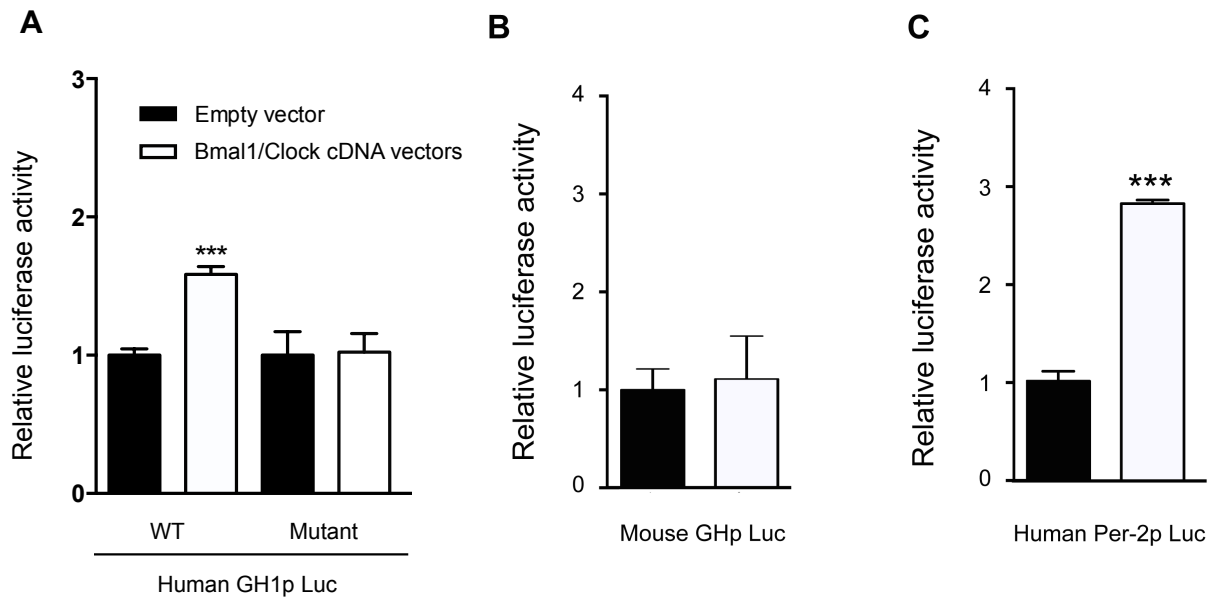 A
Relative luciferase activity
3
2
1
0
Empty vector
Bmal1/Clock cDNA vectors
***
WT
Mutant
Human GH1p Luc
B
Relative luciferase activity
4
3
2
1
0
Mouse GHp Luc
C
Relative luciferase activity
4
3
2
1
0
***
Human Per-2p Luc